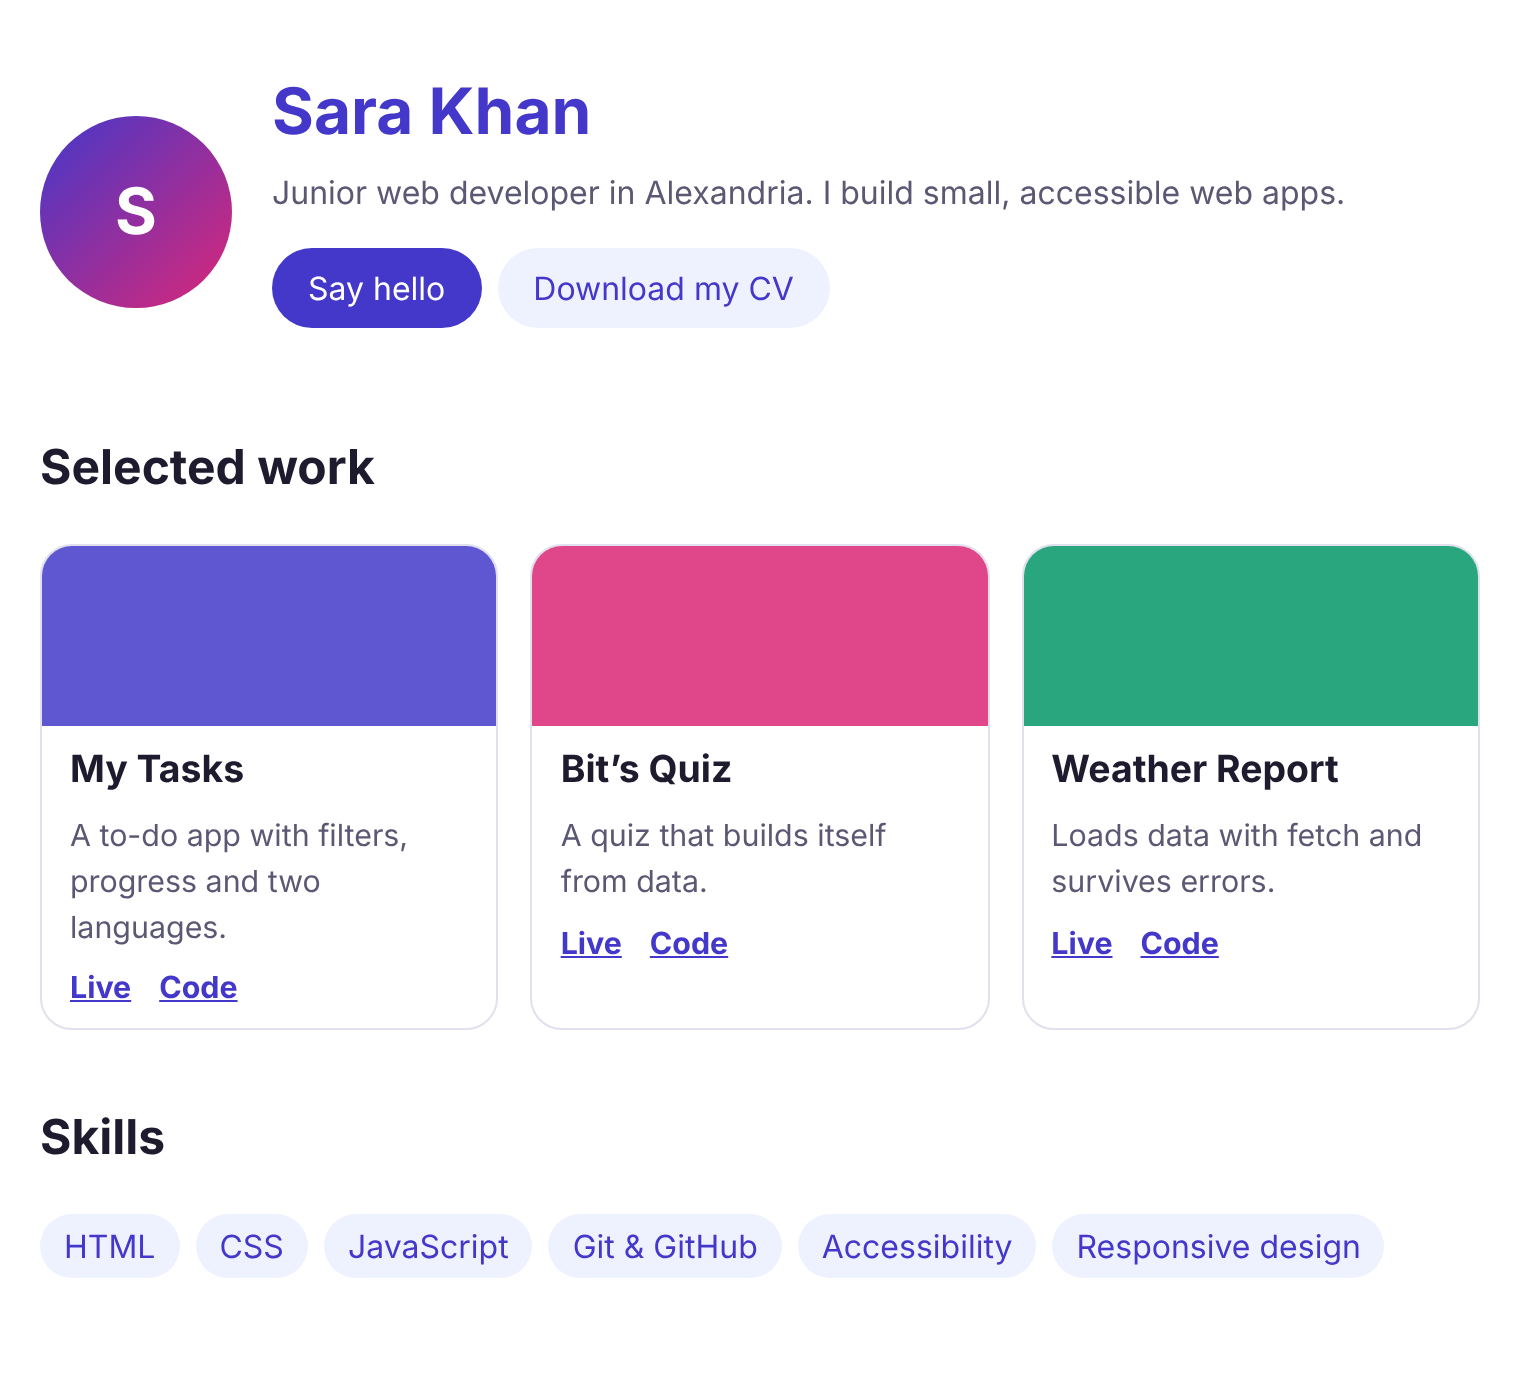 S
Sara Khan
Junior web developer in Alexandria. I build small, accessible web apps.
Say hello
Download my CV
Selected work
My Tasks
A to-do app with filters,
progress and two
languages.
Live Code
Bit’s Quiz
A quiz that builds itself
from data.
Live Code
Weather Report
Loads data with fetch and
survives errors.
Live Code
Skills
HTML
CSS
JavaScript
Git & GitHub
Accessibility
Responsive design